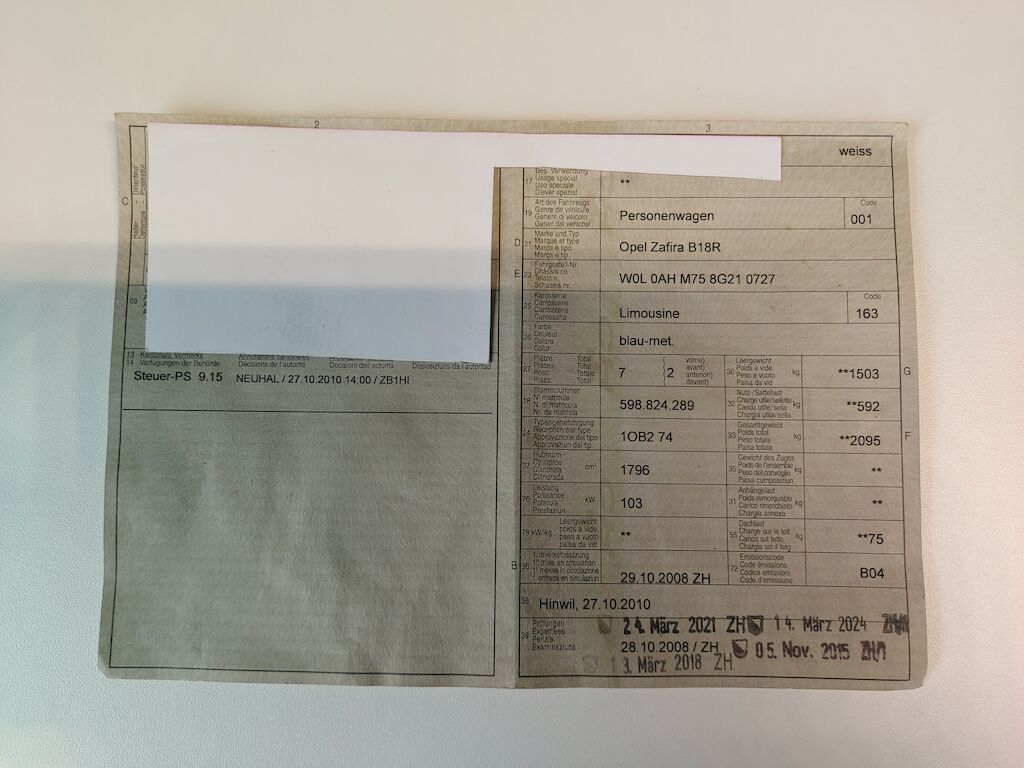 2
C
Halter - Détenteur
Detentore - Possessur
09
13 Kantonale Vermerke Annotations cantonales
14 Verfügungen der Behörde Décisions de l'autorité Decisioni dell'autorità Disposiziuns da l'autoritad
Steuer-PS 9.15 NEUHAL / 27.10.2010 14:00 / ZB1HI
3
weiss
17 Bes. Verwendung
Usage spécial
Uso speciale
Diever spezial
**
19 Art des Fahrzeugs
Genre de véhicule
Genere di veicolo
Gener dal vehichel
Personenwagen
Code
001
D 21 Marke und Typ
Marque et type
Marca e tipo
Marca e tip
Opel Zafira B18R
E 23 Fahrgestell-Nr.
Châssis no
Telaio n.
Schassis nr.
W0L 0AH M75 8G21 0727
25 Karosserie
Carrosserie
Carrozzeria
Carossaria
Limousine
Code
163
26 Farbe
Couleur
Colore
Colur
blau-met.
27 Plätze: Total
Places: Total
Posti: Totale
Plazs: Total
7 ( 2 vorne)
avant)
anteriori)
davant)
30 Leergewicht
Poids à vide
Peso a vuoto
Paisa da vid
kg
**1503
G
18 Stammnummer
N° matricule
N. di matricola
Nr. da matricla
598.824.289
32 Nutz-/Sattellast
Charge utile/sellette
Carico utile/sella
Chargia utila/sella
kg
**592
24 Typengenehmigung
Réception par type
Approvazione del tipo
Approvaziun dal tip
1OB2 74
33 Gesamtgewicht
Poids total
Peso totale
Paisa totala
kg
**2095
F
37 Hubraum
Cylindrée
Cilindrata
Cilindrada
cm³
1796
35 Gewicht des Zuges
Poids de l'ensemble
Peso del convoglio
Paisa cumposiziun
kg
**
76 Leistung
Puissance
Potenza
Prestaziun
kW
103
31 Anhängelast
Poids remorquable
Carico rimorchiato
Chargia annexa
kg
**
78 kW/kg Leergewicht
poids à vide
peso a vuoto
paisa da vid
**
55 Dachlast
Charge sur le toit
Carico sul tetto
Chargia sin il tetg
kg
**75
B 36 1. Inverkehrsetzung
1re mise en circulation
1a messa in circolazione
1. entrada en circulaziun
29.10.2008 ZH
72 Emissionscode
Code émissions
Codice emissioni
Code d'emissiuns
B04
38 Hinwil, 27.10.2010
39 Prüfungen
Expertises
Perizie
Examinaziuns
24. März 2021 ZH 14. März 2024
28.10.2008 / ZH 05. Nov. 2015 ZH/1
13. März 2018 ZH